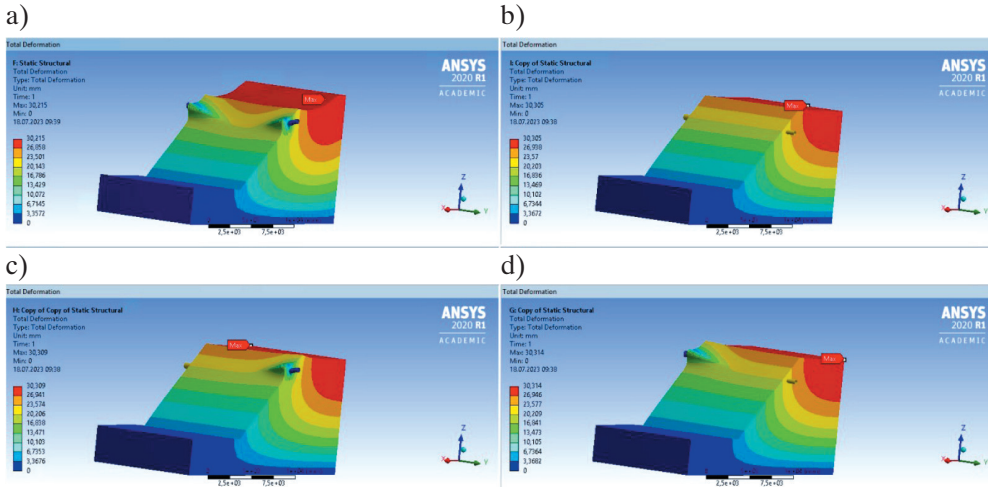 a)
Total Deformation
F: Static Structural
Total Deformation
Type: Total Deformation
Unit: mm
Time: 1
Max: 30,215
Min: 0
18.07.2023 09:39
30,215
26,858
23,501
20,143
16,786
13,429
10,072
6,7145
3,3572
0
Max
ANSYS
2020 R1
ACADEMIC
Z
X
Y
2,5e+03
7,5e+03
b)
Total Deformation
I: Copy of Static Structural
Total Deformation
Type: Total Deformation
Unit: mm
Time: 1
Max: 30,305
Min: 0
18.07.2023 09:38
30,305
26,938
23,57
20,203
16,836
13,469
10,102
6,7344
3,3672
0
Max
ANSYS
2020 R1
ACADEMIC
Z
X
Y
2,5e+03
7,5e+03
c)
Total Deformation
H: Copy of Copy of Static Structural
Total Deformation
Type: Total Deformation
Unit: mm
Time: 1
Max: 30,309
Min: 0
18.07.2023 09:38
30,309
26,941
23,574
20,206
16,838
13,471
10,103
6,7353
3,3676
0
Max
ANSYS
2020 R1
ACADEMIC
Z
X
Y
2,5e+03
7,5e+03
d)
Total Deformation
G: Copy of Static Structural
Total Deformation
Type: Total Deformation
Unit: mm
Time: 1
Max: 30,314
Min: 0
18.07.2023 09:38
30,314
26,946
23,577
20,209
16,841
13,473
10,105
6,7364
3,3682
0
Max
ANSYS
2020 R1
ACADEMIC
Z
X
Y
2,5e+03
7,5e+03